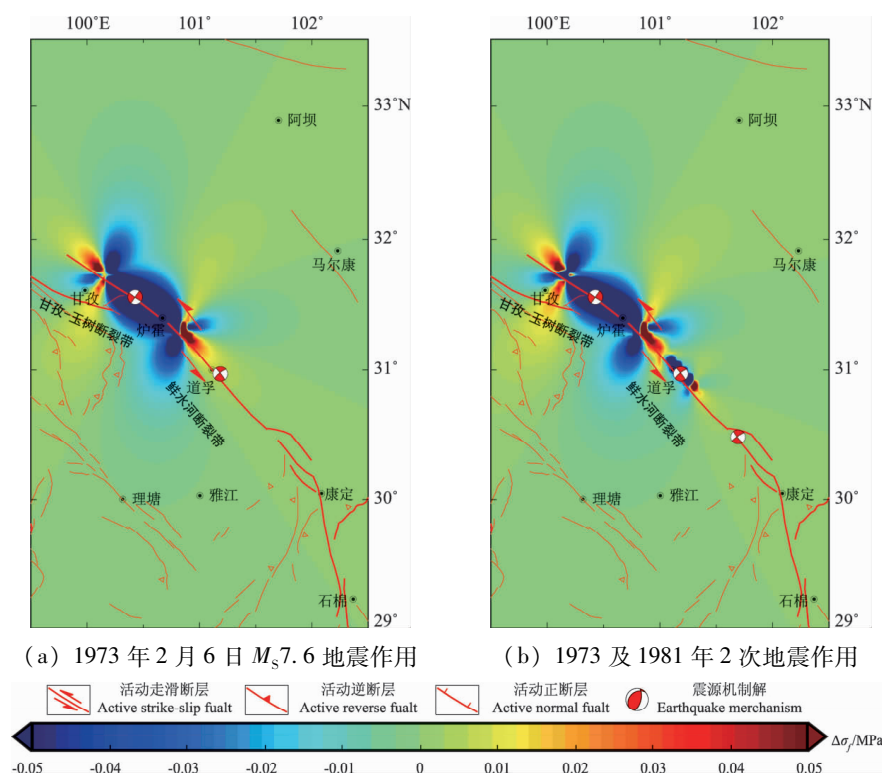 100°E 101° 102°
100°E 101° 102°
33°N
阿坝
阿坝
32°
马尔康
马尔康
甘孜
甘孜
甘孜-玉树断裂带
甘孜-玉树断裂带
炉霍
炉霍
31°
道孚
道孚
鲜水河断裂带
鲜水河断裂带
30°
理塘 雅江 康定
理塘 雅江 康定
石棉
石棉
29°
(a) 1973 年 2 月 6 日 MS7.6 地震作用
(b) 1973 及 1981 年 2 次地震作用
活动走滑断层
Active strike-slip fualt
活动逆断层
Active reverse fualt
活动正断层
Active normal fualt
震源机制解
Earthquake merchanism
-0.05 -0.04 -0.03 -0.02 -0.01 0 0.01 0.02 0.03 0.04 0.05
Δσf/MPa